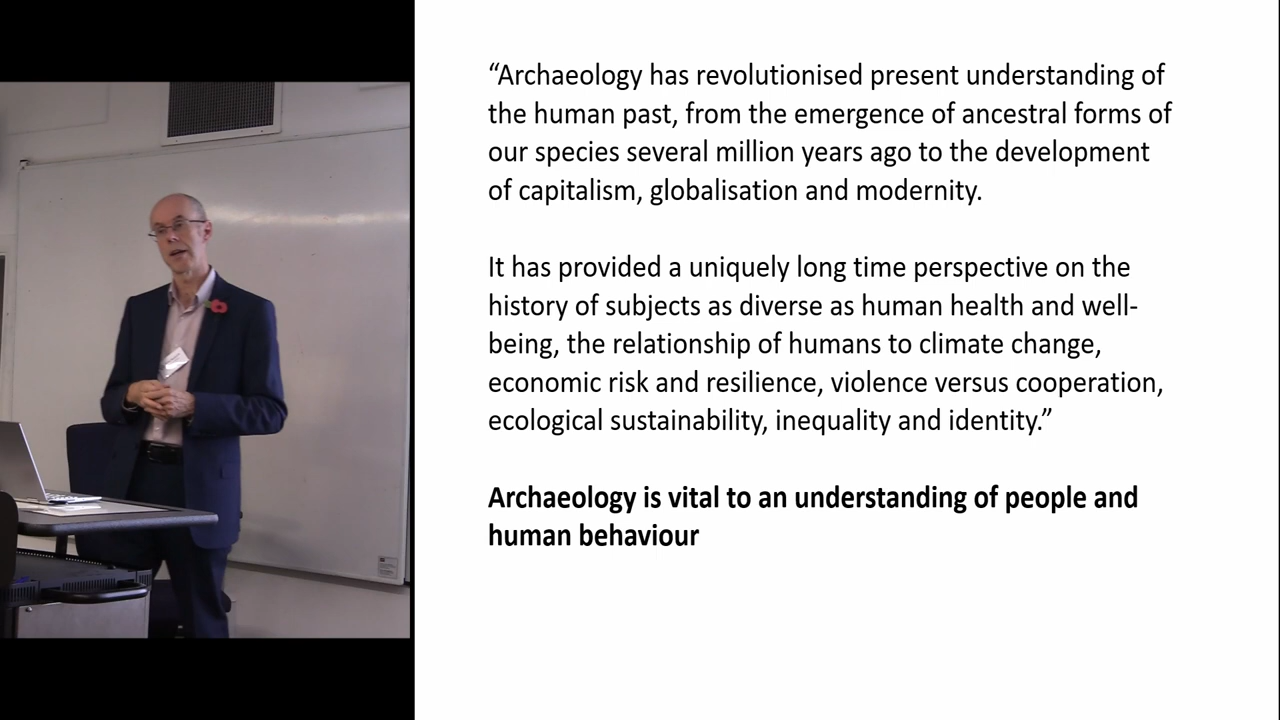 “Archaeology has revolutionised present understanding of
the human past, from the emergence of ancestral forms of
our species several million years ago to the development
of capitalism, globalisation and modernity.
It has provided a uniquely long time perspective on the
history of subjects as diverse as human health and well-
being, the relationship of humans to climate change,
economic risk and resilience, violence versus cooperation,
ecological sustainability, inequality and identity.”
Archaeology is vital to an understanding of people and
human behaviour